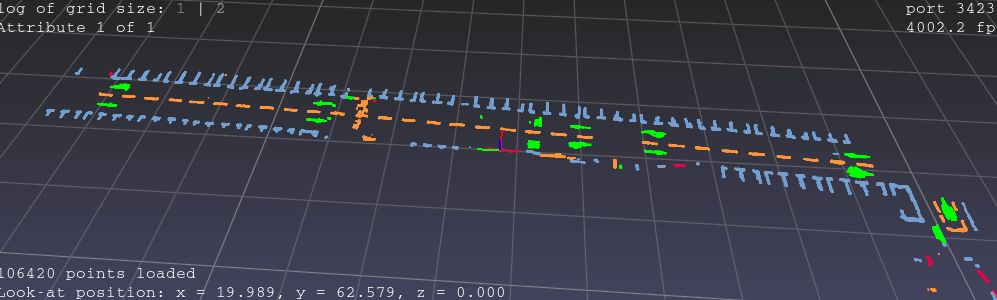 log of grid size: 1 | 2
port 3423
Attribute 1 of 1
4002.2 fp
106420 points loaded
Look-at position: x = 19.989, y = 62.579, z = 0.000